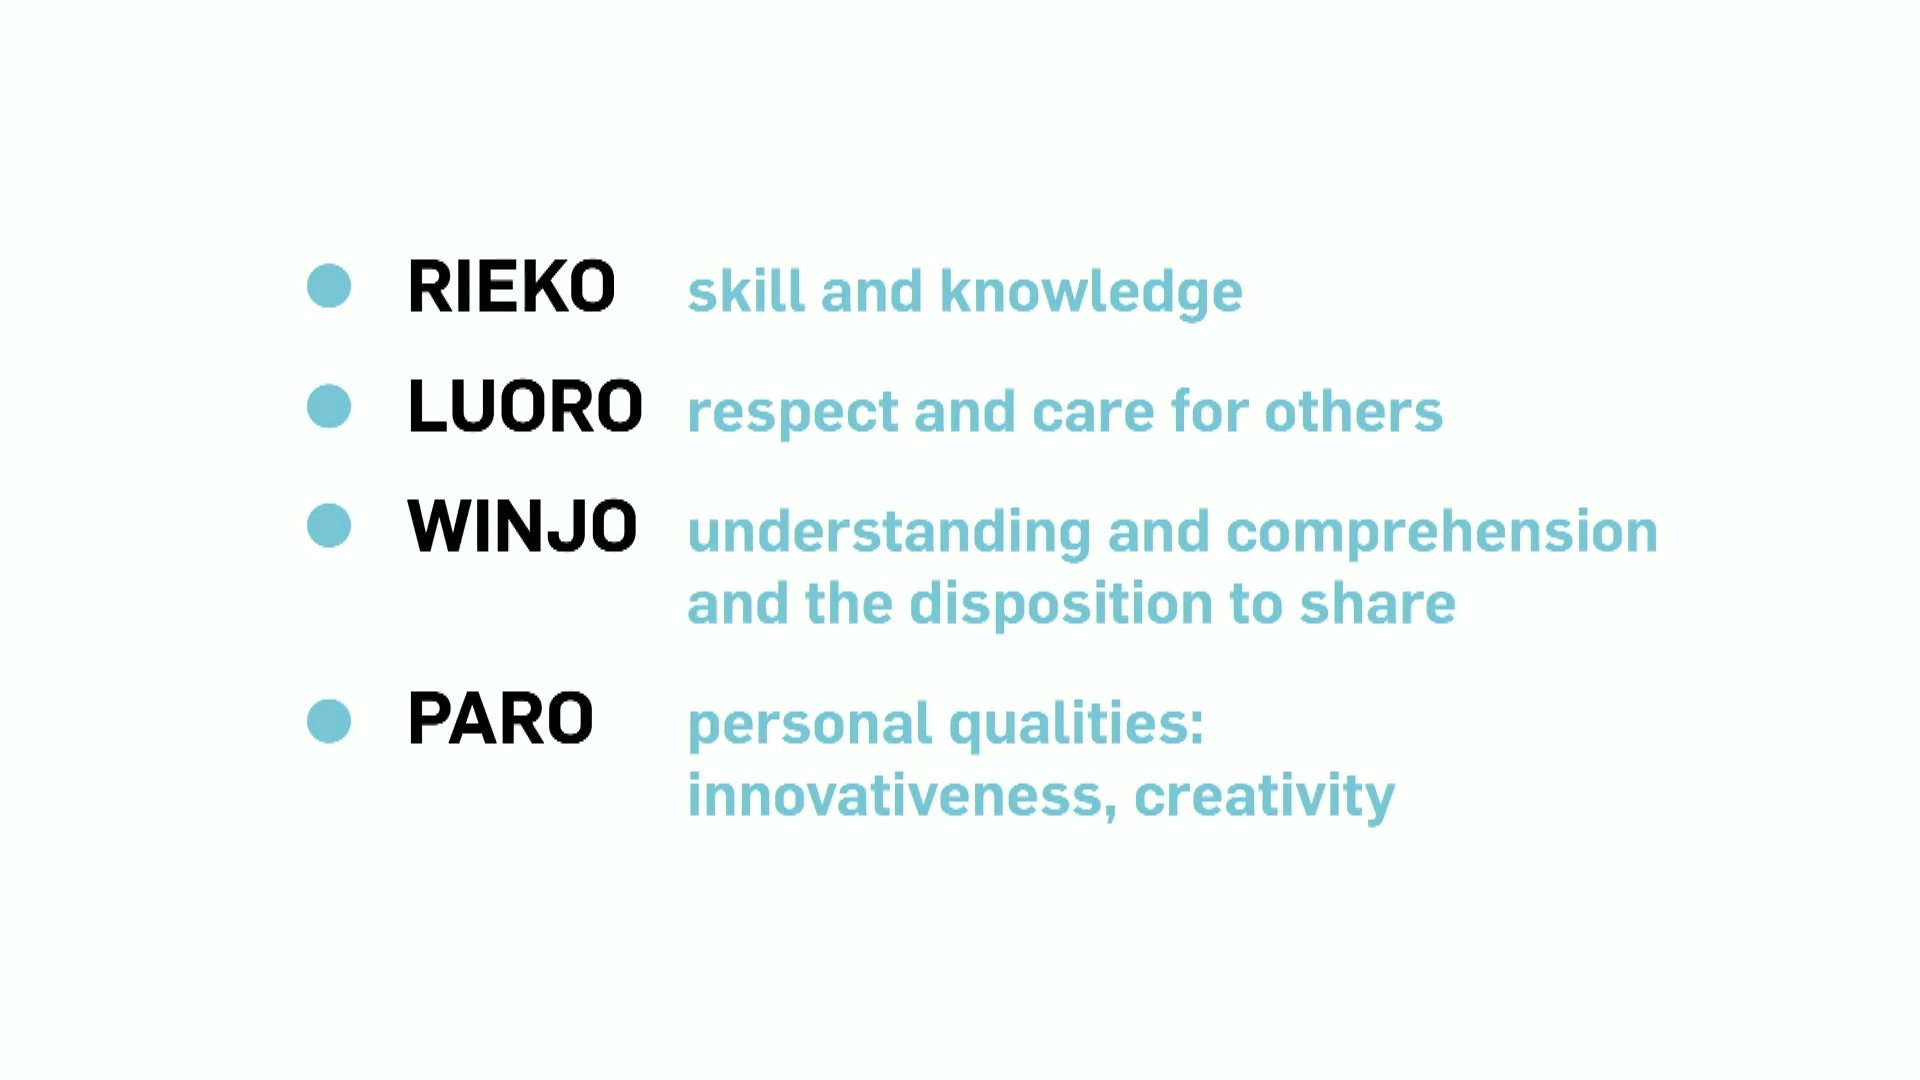 RIEKO skill and knowledge
LUORO respect and care for others
WINJO understanding and comprehension
and the disposition to share
PARO personal qualities:
innovativeness, creativity